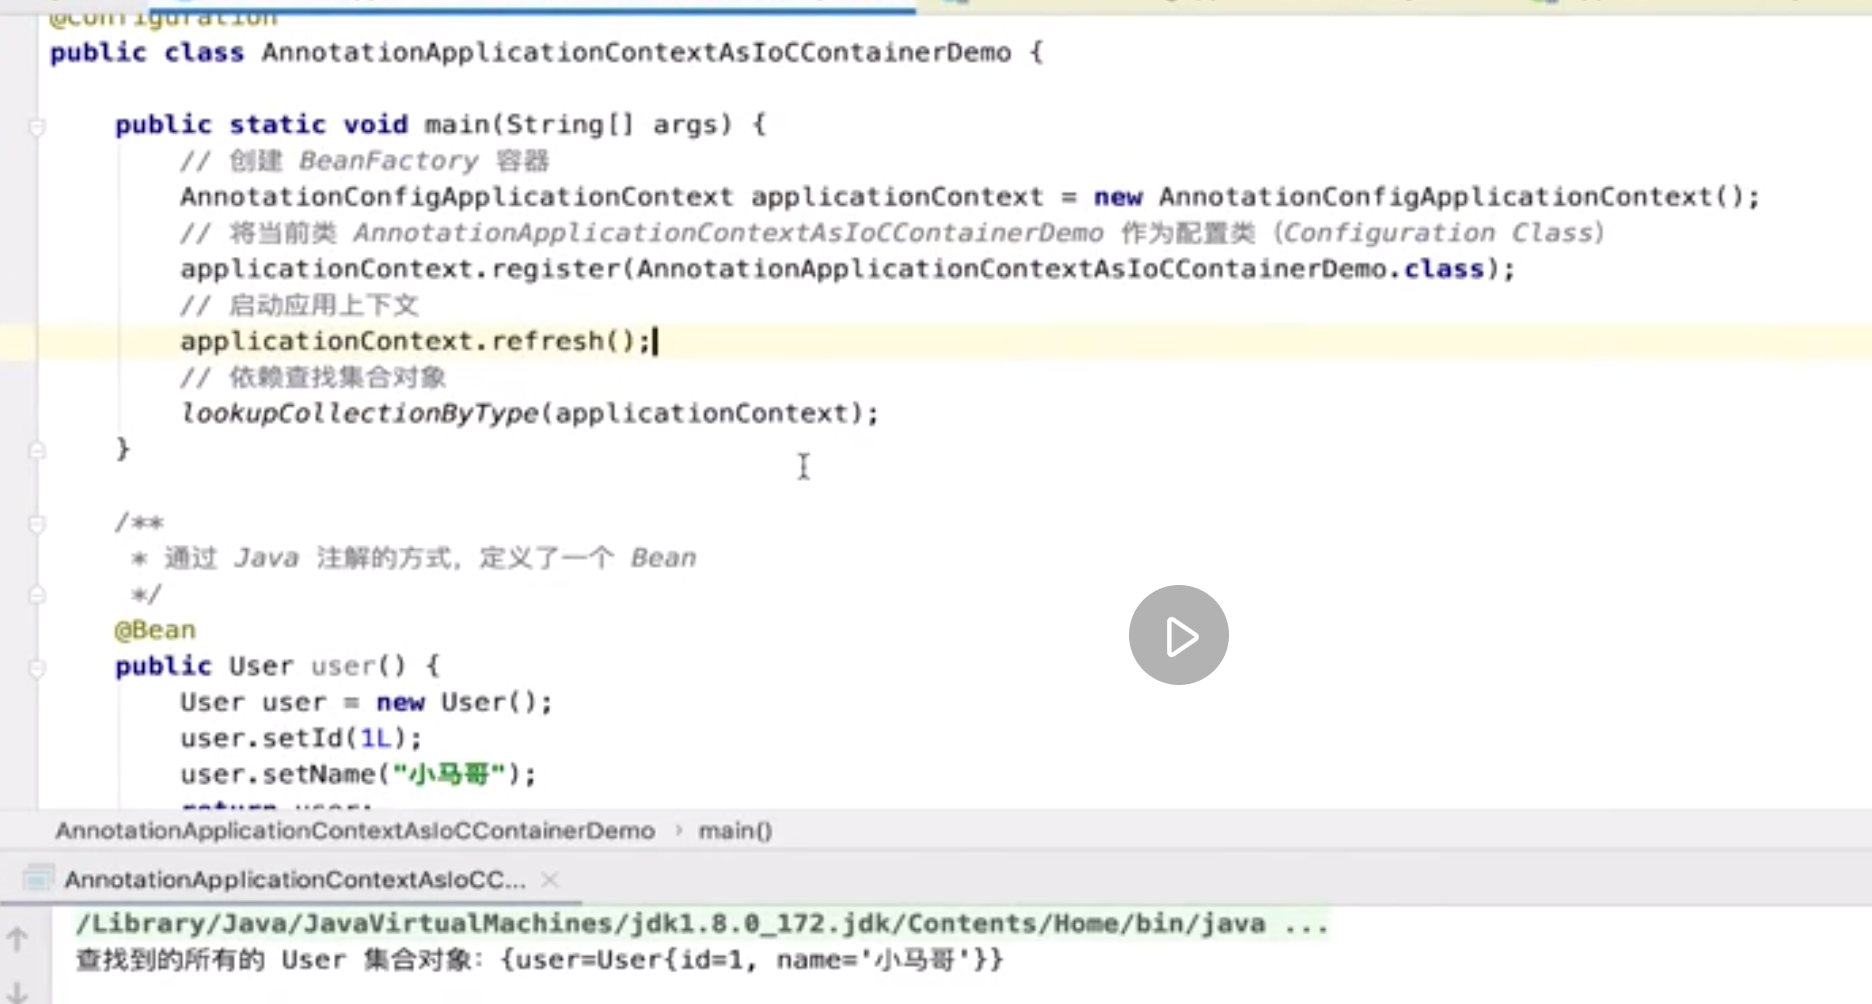 @Configuration
public class AnnotationApplicationContextAsIoCContainerDemo {
public static void main(String[] args) {
// 创建 BeanFactory 容器
AnnotationConfigApplicationContext applicationContext = new AnnotationConfigApplicationContext();
// 将当前类 AnnotationApplicationContextAsIoCContainerDemo 作为配置类（Configuration Class）
applicationContext.register(AnnotationApplicationContextAsIoCContainerDemo.class);
// 启动应用上下文
applicationContext.refresh();
// 依赖查找集合对象
lookupCollectionByType(applicationContext);
}
/**
* 通过 Java 注解的方式，定义了一个 Bean
*/
@Bean
public User user() {
User user = new User();
user.setId(1L);
user.setName("小马哥");
return user;
AnnotationApplicationContextAsIoCContainerDemo › main()
AnnotationApplicationContextAsIoCC...
/Library/Java/JavaVirtualMachines/jdk1.8.0_172.jdk/Contents/Home/bin/java ...
查找到的所有的 User 集合对象：{user=User{id=1, name='小马哥'}}